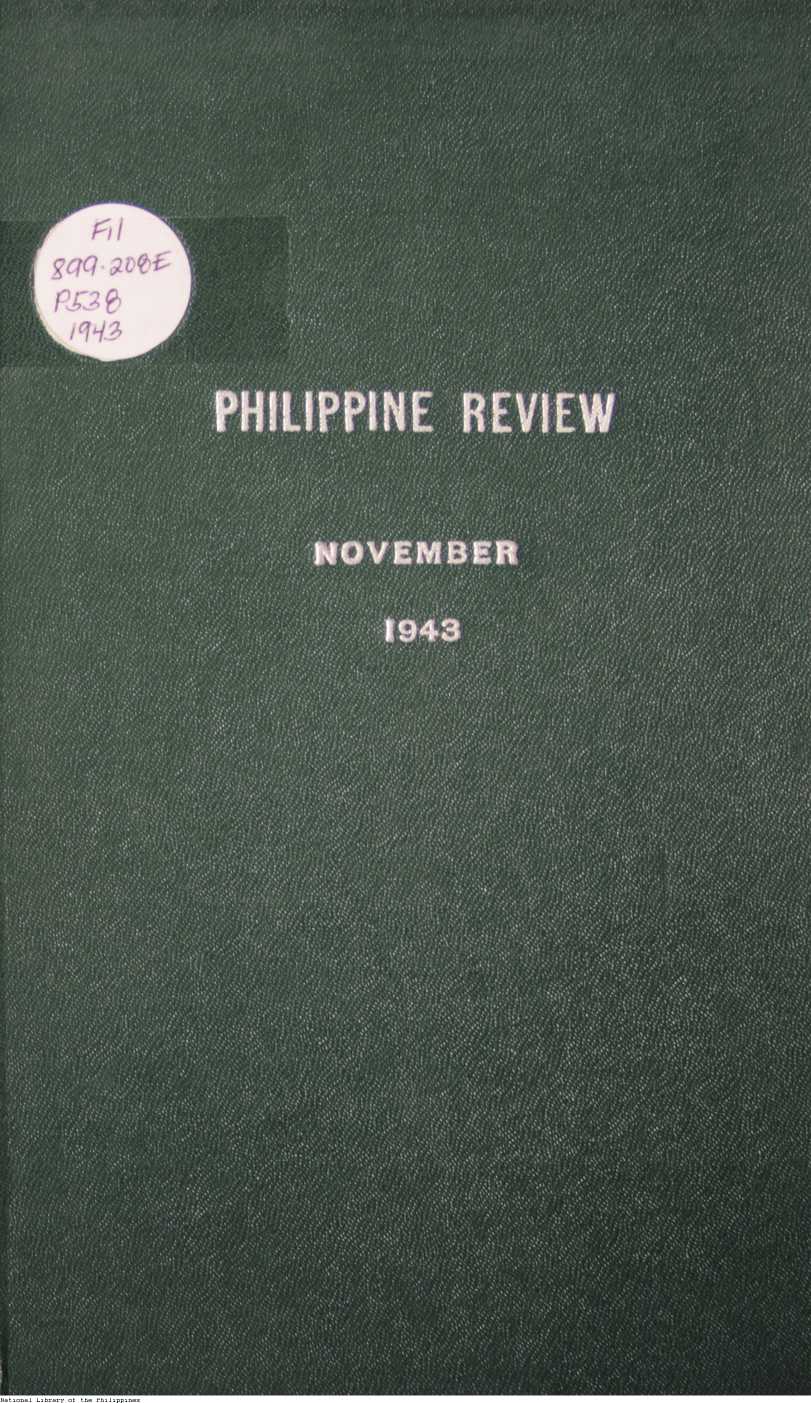 Fil
899.208E
P538
1943
PHILIPPINE REVIEW
NOVEMBER
1943
National Library of the Philippines